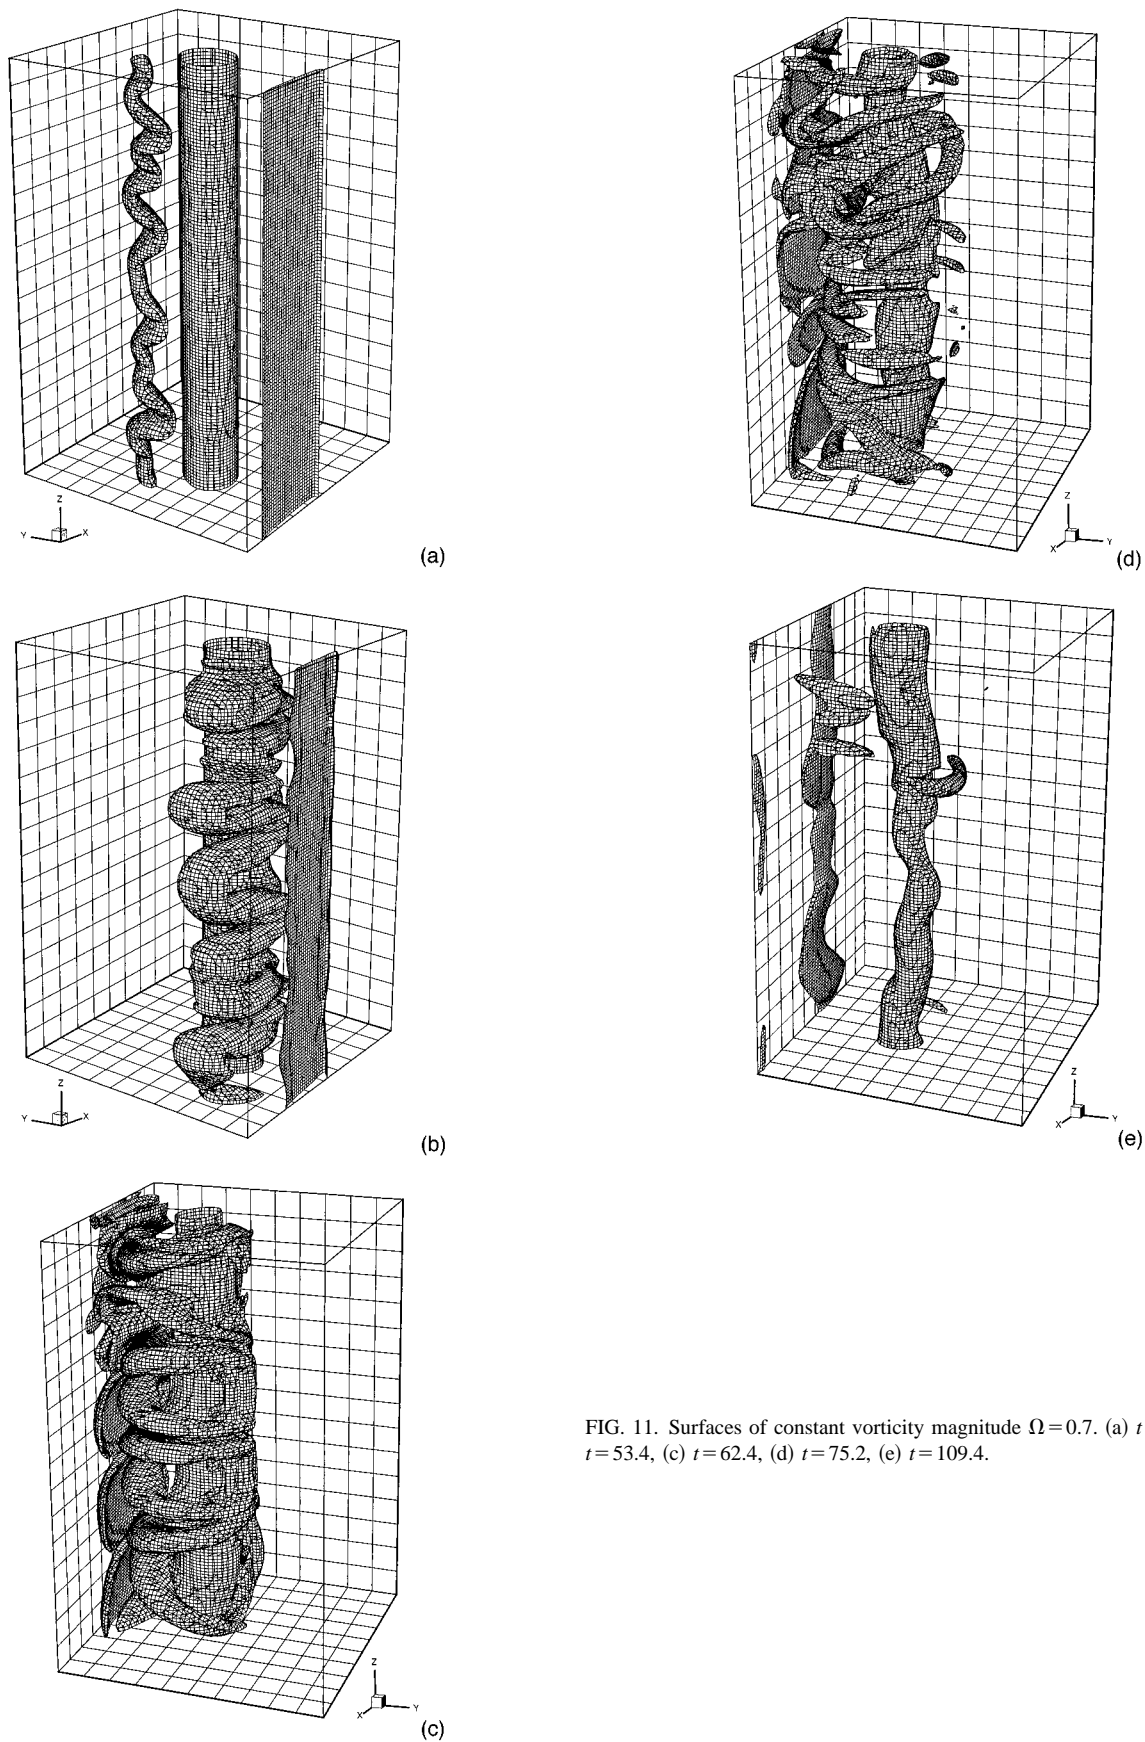 Z
Y
X
(a)
Z
X
Y
(d)
Z
Y
X
(b)
Z
X
Y
(e)
Z
X
Y
(c)
FIG. 11. Surfaces of constant vorticity magnitude Ω=0.7. (a) t
t=53.4, (c) t=62.4, (d) t=75.2, (e) t=109.4.